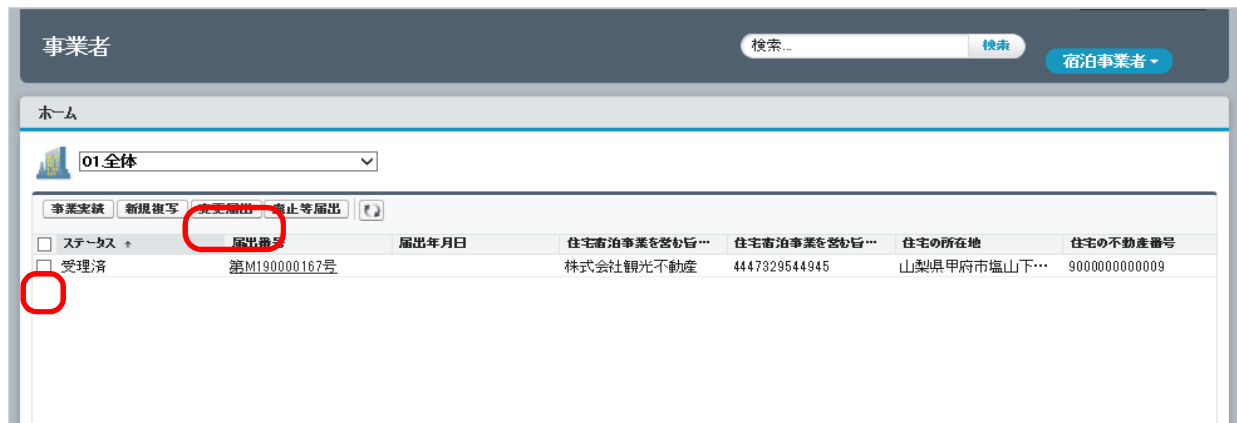 事業者
検索...
検索
宿泊事業者
ホーム
01.全体
事業実績 新規複写 変更届出 廃止等届出
ステータス 届出番号 届出年月日 住宅宿泊事業を営む旨… 住宅宿泊事業を営む旨… 住宅の所在地 住宅の不動産番号
受理済 第M190000167号 株式会社観光不動産 4447329544945 山梨県甲府市塩山下… 9000000000009